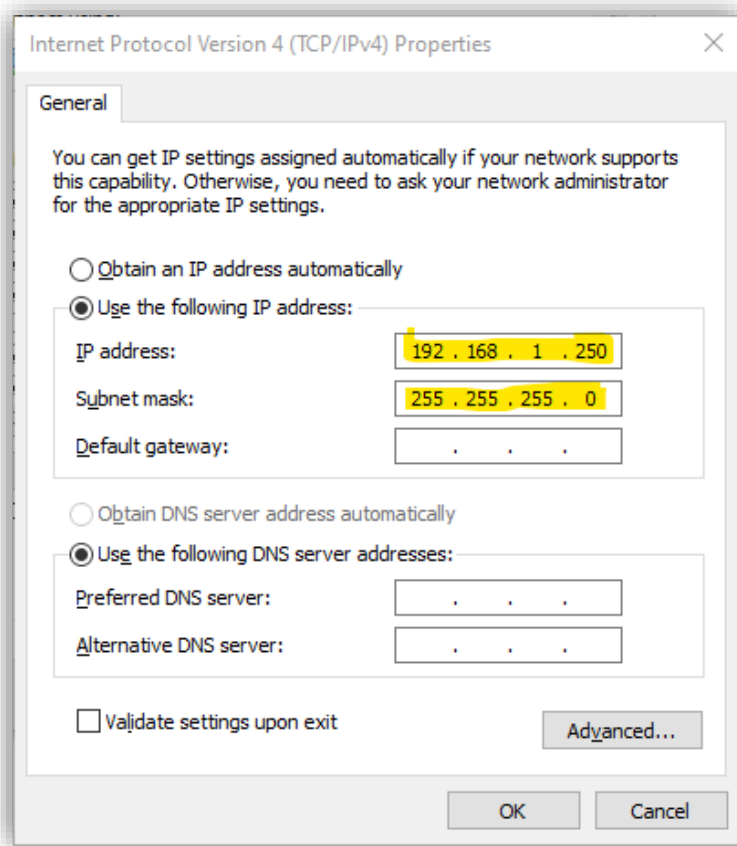 Internet Protocol Version 4 (TCP/IPv4) Properties
General
You can get IP settings assigned automatically if your network supports
this capability. Otherwise, you need to ask your network administrator
for the appropriate IP settings.
Obtain an IP address automatically
Use the following IP address:
IP address: 192 . 168 . 1 . 250
Subnet mask: 255 . 255 . 255 . 0
Default gateway: . . .
Obtain DNS server address automatically
Use the following DNS server addresses:
Preferred DNS server: . . .
Alternative DNS server: . . .
Validate settings upon exit
Advanced...
OK Cancel